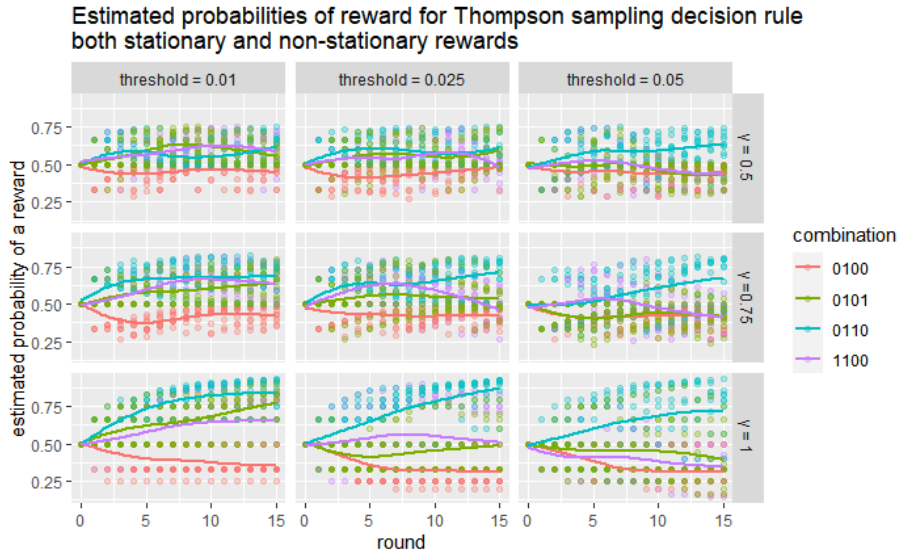 Estimated probabilities of reward for Thompson sampling decision rule
both stationary and non-stationary rewards
threshold = 0.01
threshold = 0.025
threshold = 0.05
estimated probability of a reward
0.75
0.50
0.25
γ = 0.5
0.75
0.50
0.25
γ=0.75
0.75
0.50
0.25
γ = 1
0 5 10 15
0 5 10 15
0 5 10 15
round
combination
0100
0101
0110
1100